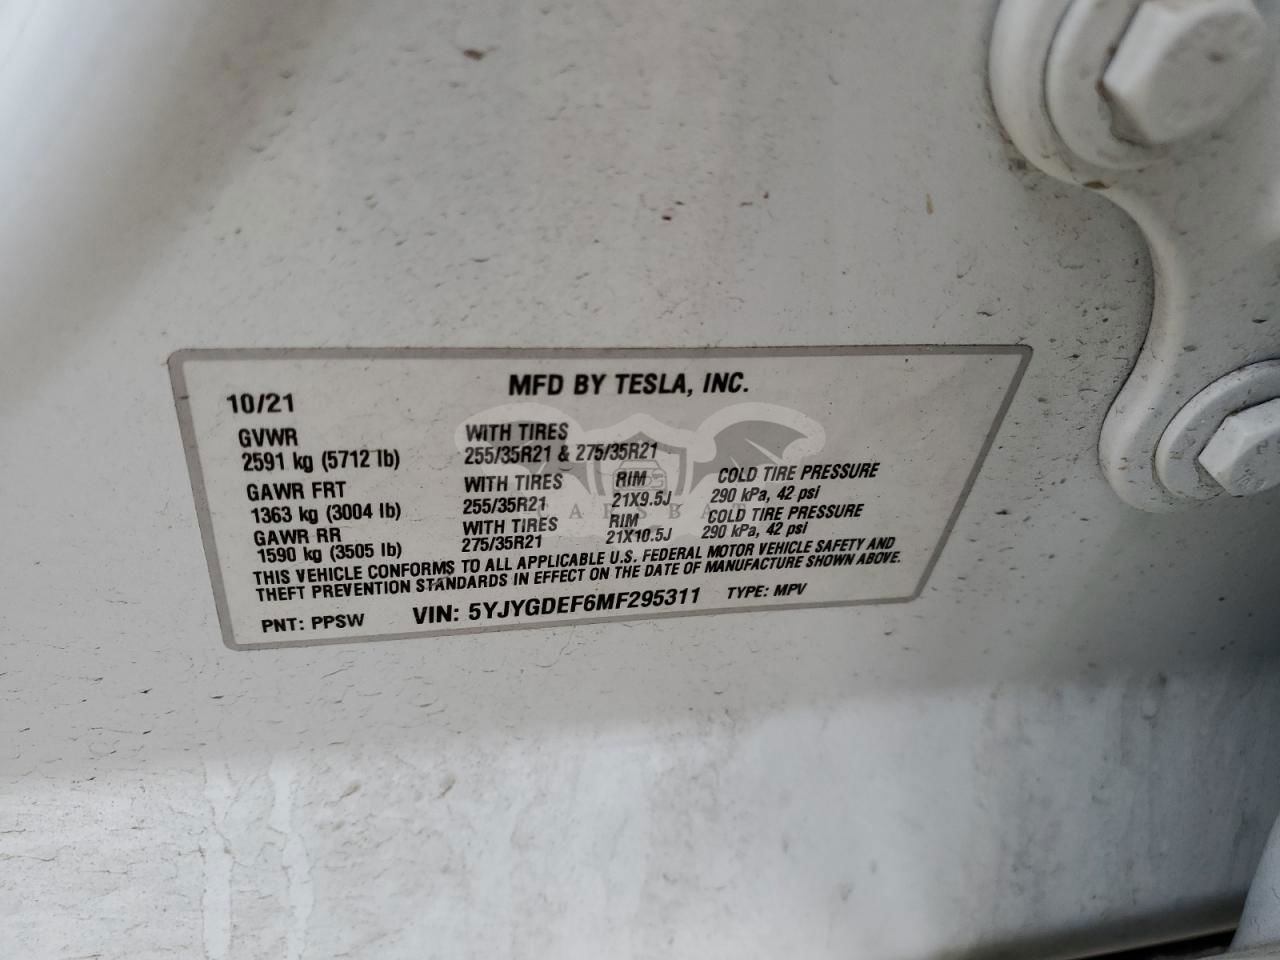 MFD BY TESLA, INC.
10/21
GVWR WITH TIRES
2591 kg (5712 lb) 255/35R21 & 275/35R21
GAWR FRT WITH TIRES RIM COLD TIRE PRESSURE
1363 kg (3004 lb) 255/35R21 21X9.5J 290 kPa, 42 psi
GAWR RR WITH TIRES RIM COLD TIRE PRESSURE
1590 kg (3505 lb) 275/35R21 21X10.5J 290 kPa, 42 psi
THIS VEHICLE CONFORMS TO ALL APPLICABLE U.S. FEDERAL MOTOR VEHICLE SAFETY AND
THEFT PREVENTION STANDARDS IN EFFECT ON THE DATE OF MANUFACTURE SHOWN ABOVE.
PNT: PPSW VIN: 5YJYGDEF6MF295311 TYPE: MPV